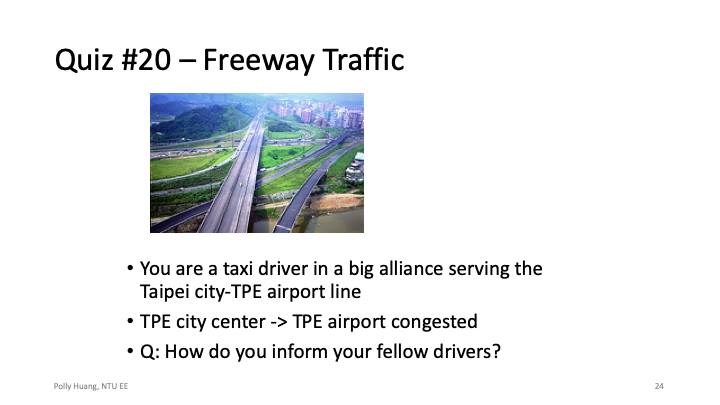 Quiz #20 – Freeway Traffic
• You are a taxi driver in a big alliance serving the
Taipei city-TPE airport line
• TPE city center -> TPE airport congested
• Q: How do you inform your fellow drivers?
Polly Huang, NTU EE
24